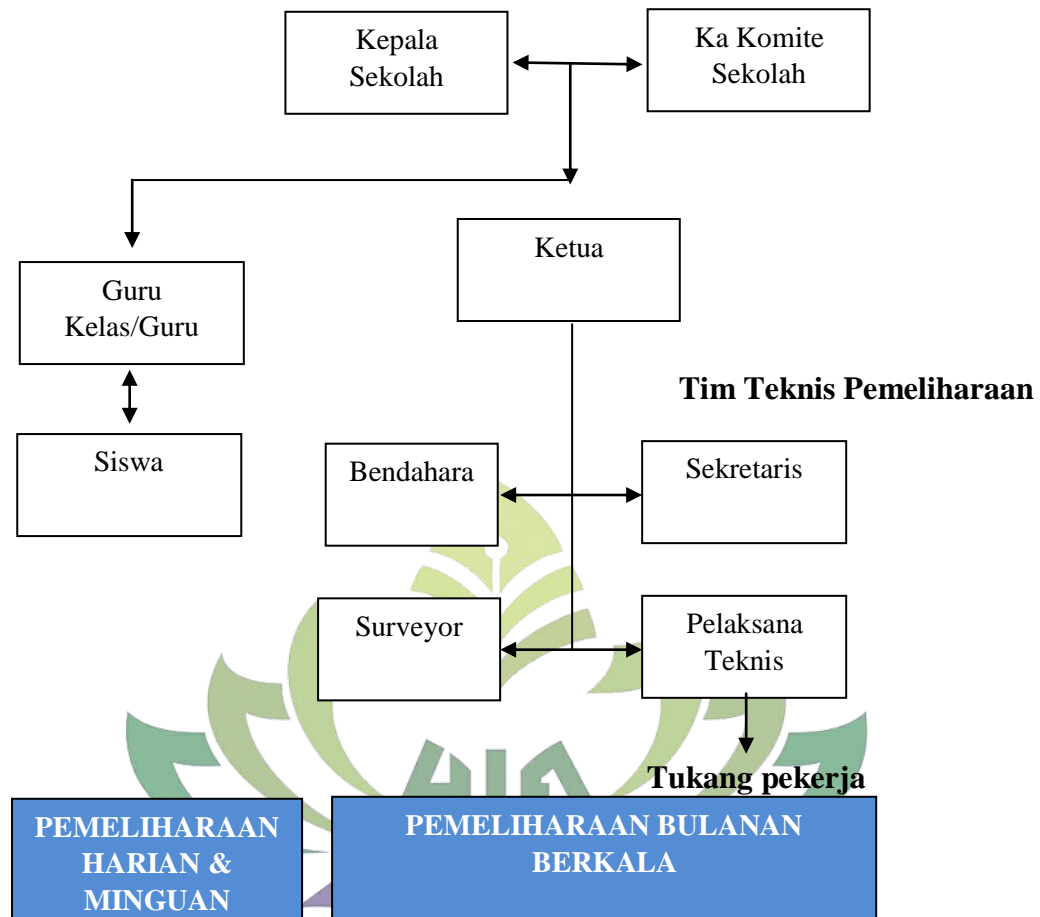 Kepala
Sekolah
Ka Komite
Sekolah
Ketua
Guru
Kelas/Guru
Tim Teknis Pemeliharaan
Siswa
Bendahara
Sekretaris
Surveyor
Pelaksana
Teknis
Tukang pekerja
PEMELIHARAAN
HARIAN &
MINGUAN
PEMELIHARAAN BULANAN
BERKALA